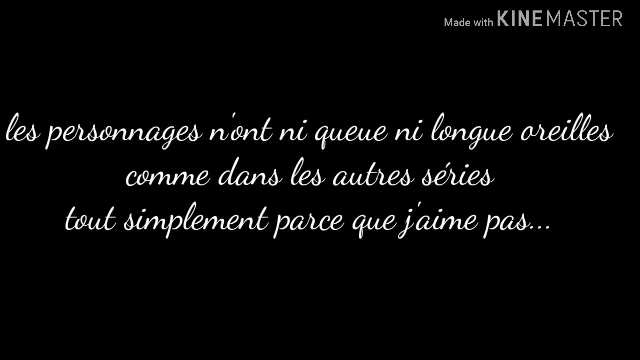 Made with KINEMASTER
les personnages n'ont ni queue ni longue oreilles
comme dans les autres séries
tout simplement parce que j'aime pas...